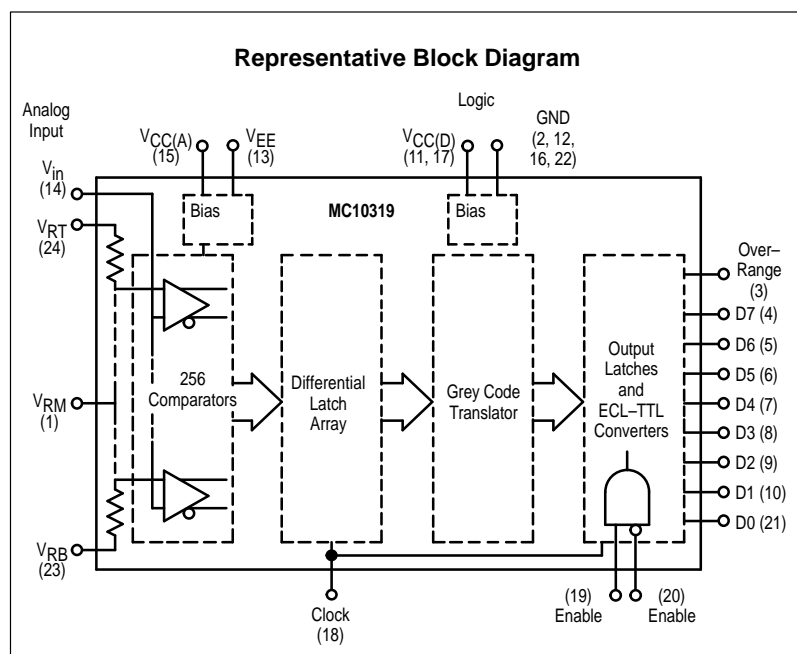 Representative Block Diagram
Analog
Input
Logic
VCC(A)
(15)
VEE
(13)
VCC(D)
(11, 17)
GND
(2, 12,
16, 22)
Vin
(14)
VRT
(24)
VRM
(1)
VRB
(23)
Bias
MC10319
Bias
256
Comparators
Differential
Latch
Array
Grey Code
Translator
Output
Latches
and
ECL–TTL
Converters
Over–
Range
(3)
D7 (4)
D6 (5)
D5 (6)
D4 (7)
D3 (8)
D2 (9)
D1 (10)
D0 (21)
Clock
(18)
(19)
Enable
(20)
Enable